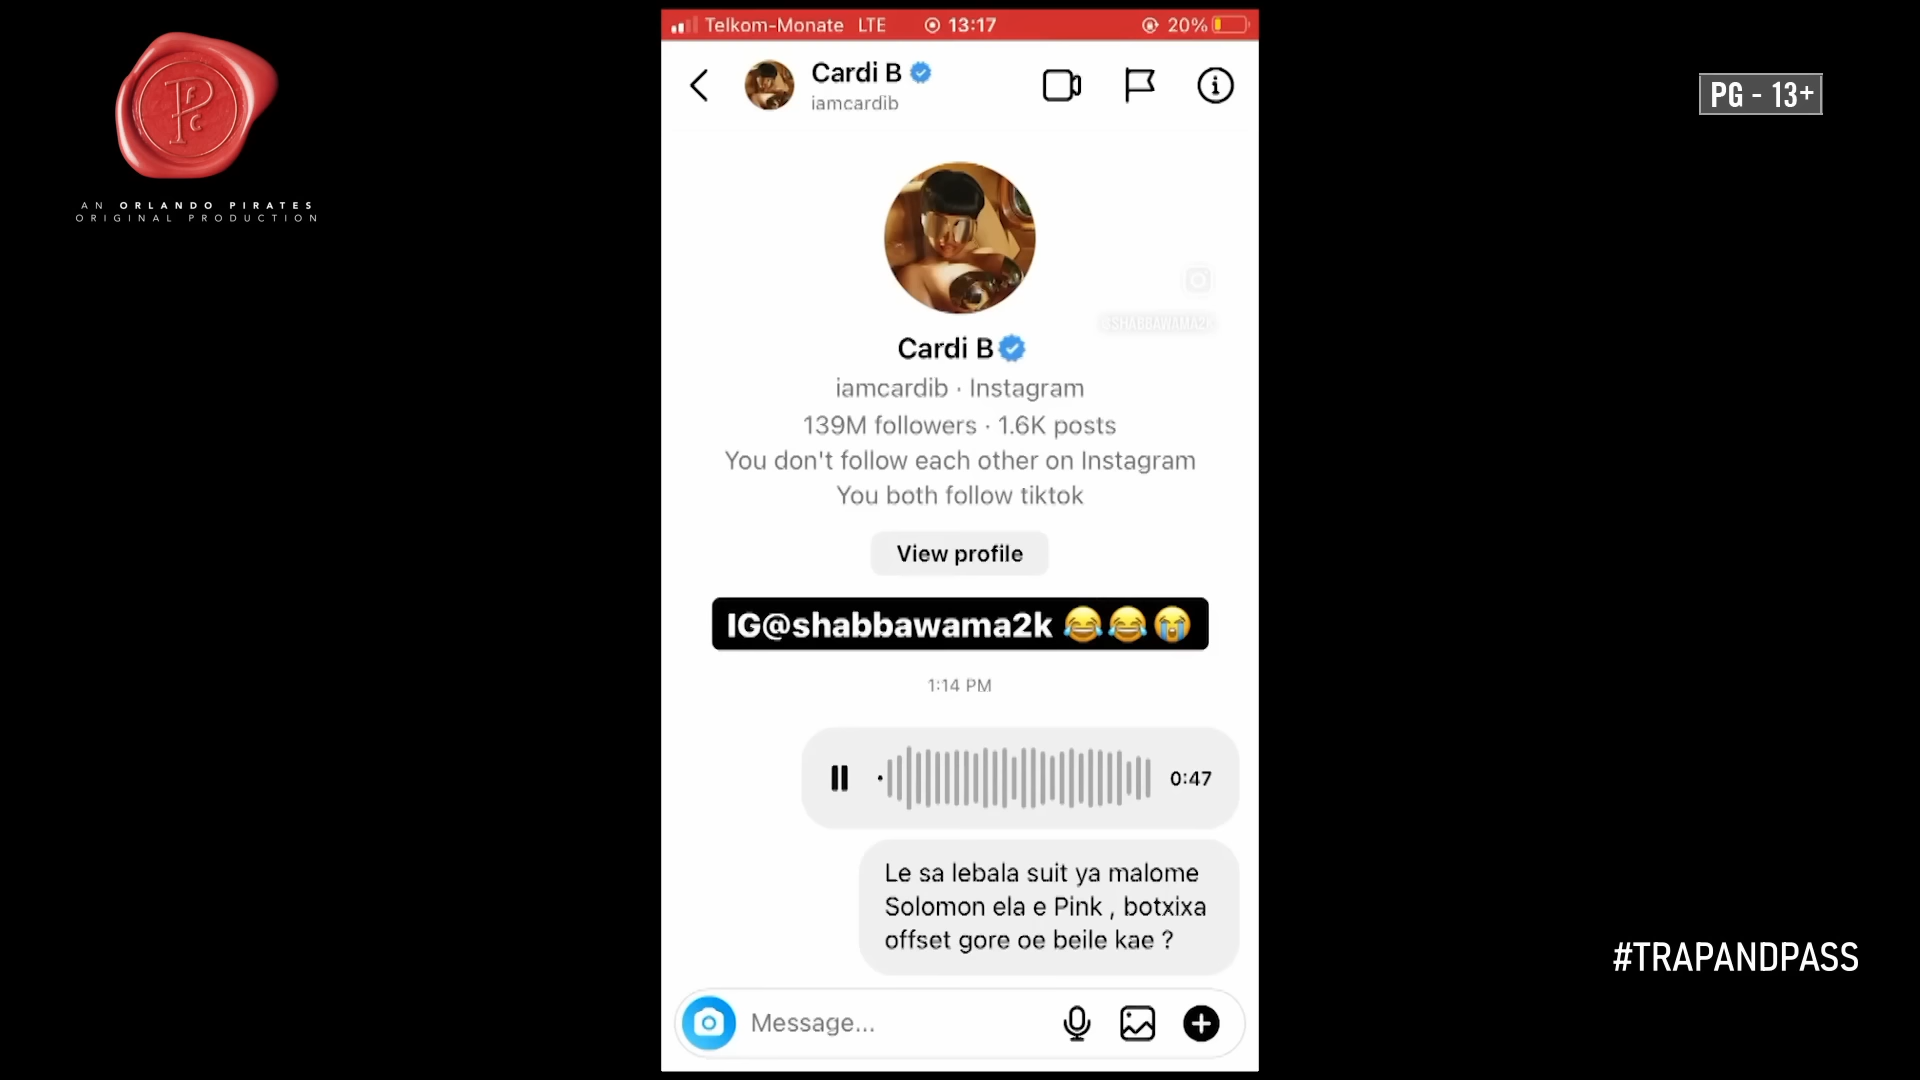 Telkom-Monate LTE 13:17 20%
AN ORLANDO PIRATES
ORIGINAL PRODUCTION
PG - 13+
Cardi B
iamcardib
@SHABBAWAMA2K
Cardi B
iamcardib · Instagram
139M followers · 1.6K posts
You don't follow each other on Instagram
You both follow tiktok
View profile
IG@shabbawama2k 😂😂😭
1:14 PM
0:47
Le sa lebala suit ya malome
Solomon ela e Pink , botxixa
offset gore oe beile kae ?
Message...
#TRAPANDPASS